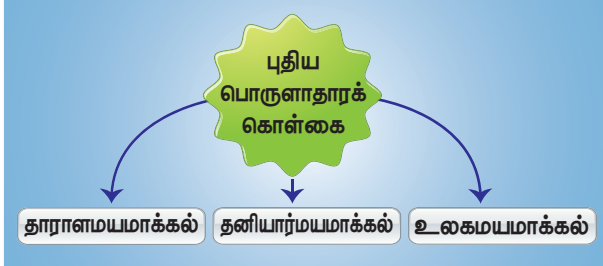 புதிய
பொருளாதாரக்
கொள்கை
தாராளமயமாக்கல் தனியார்மயமாக்கல் உலகமயமாக்கல்